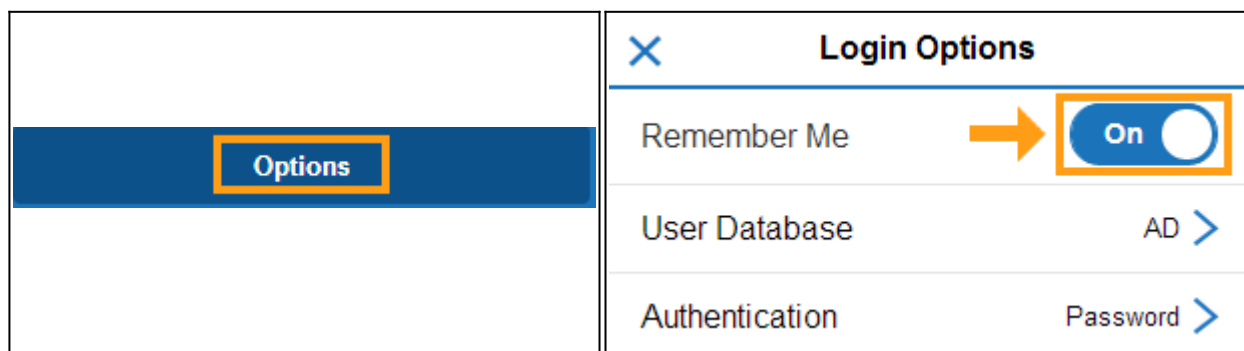 Options
Login Options
Remember Me On
User Database AD
Authentication Password